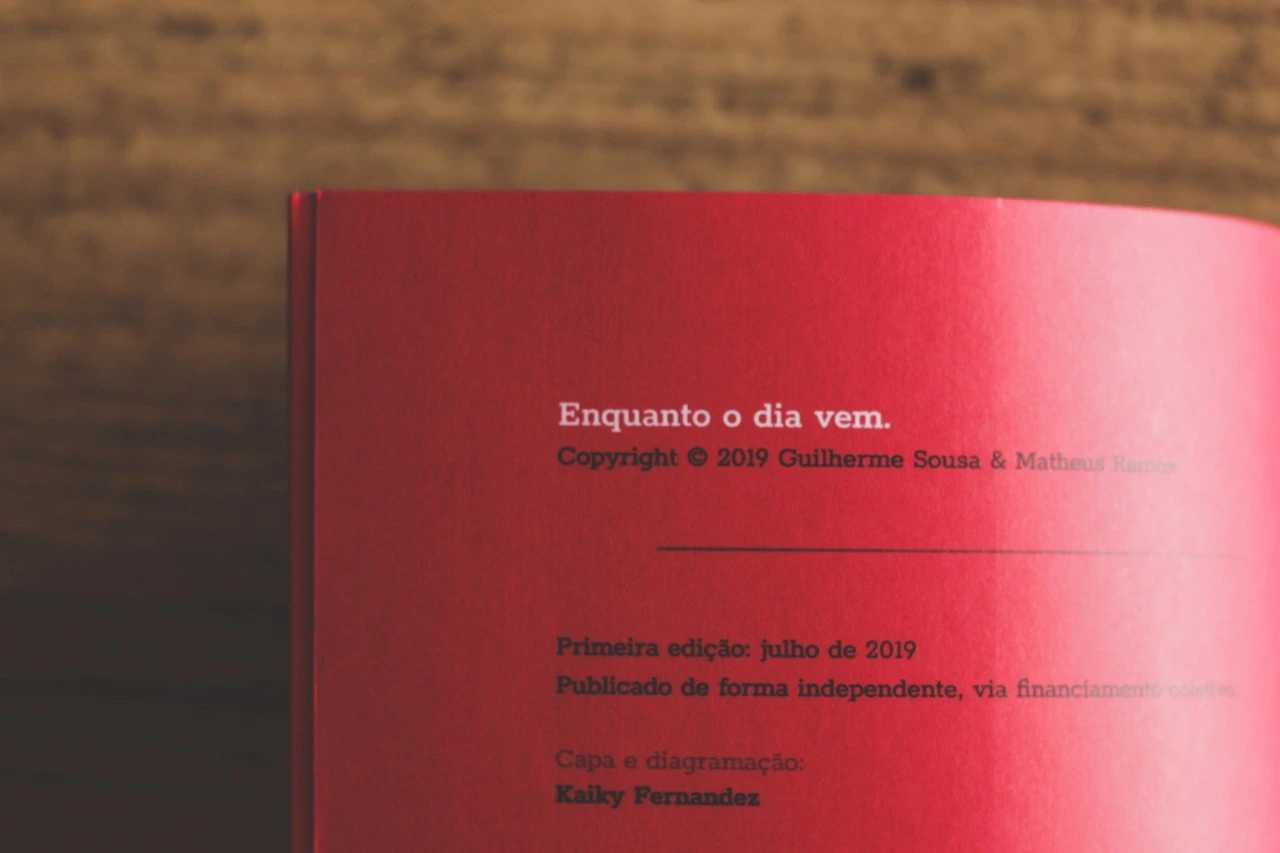 Enquanto o dia vem.
Copyright © 2019 Guilherme Sousa & Matheus Ramos
Primeira edição: julho de 2019
Publicado de forma independente, via financiamento coletivo.
Capa e diagramação:
Kaiky Fernandez